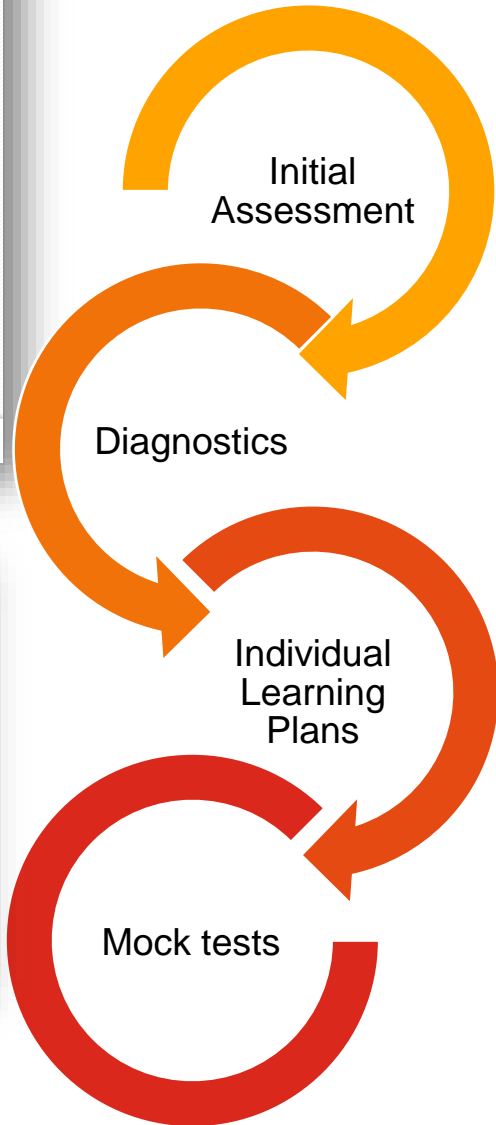 Initial
Assessment
Diagnostics
Individual
Learning
Plans
Mock tests